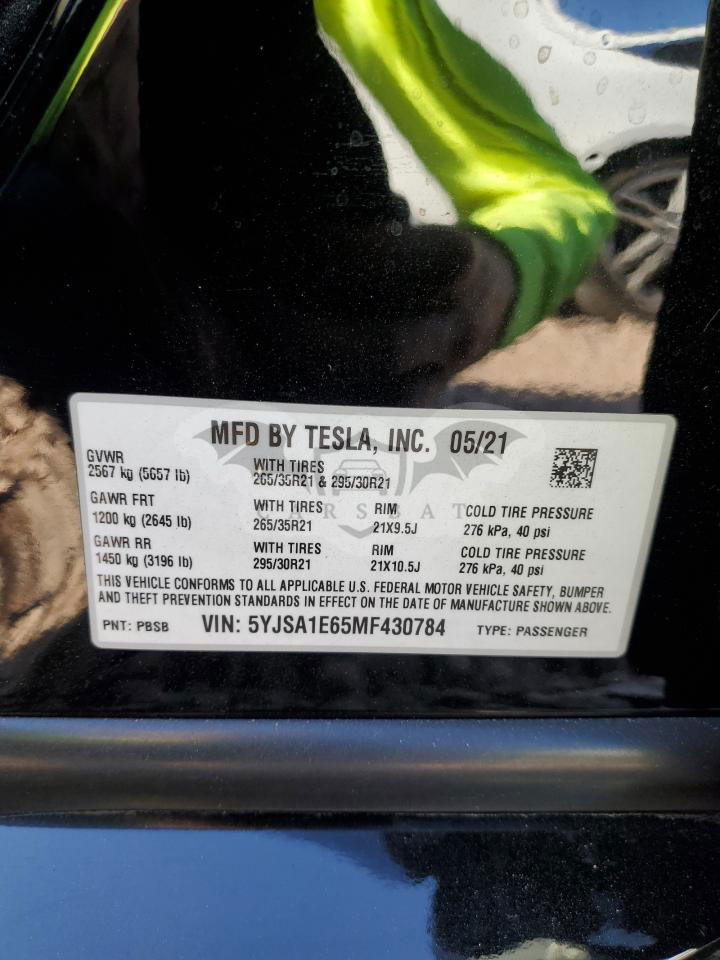 MFD BY TESLA, INC. 05/21
GVWR
2567 kg (5657 lb)
WITH TIRES
265/35R21 & 295/30R21
GAWR FRT
1200 kg (2645 lb)
WITH TIRES
265/35R21
RIM
21X9.5J
COLD TIRE PRESSURE
276 kPa, 40 psi
GAWR RR
1450 kg (3196 lb)
WITH TIRES
295/30R21
RIM
21X10.5J
COLD TIRE PRESSURE
276 kPa, 40 psi
THIS VEHICLE CONFORMS TO ALL APPLICABLE U.S. FEDERAL MOTOR VEHICLE SAFETY, BUMPER
AND THEFT PREVENTION STANDARDS IN EFFECT ON THE DATE OF MANUFACTURE SHOWN ABOVE.
PNT: PBSB VIN: 5YJSA1E65MF430784 TYPE: PASSENGER
CARSBAT